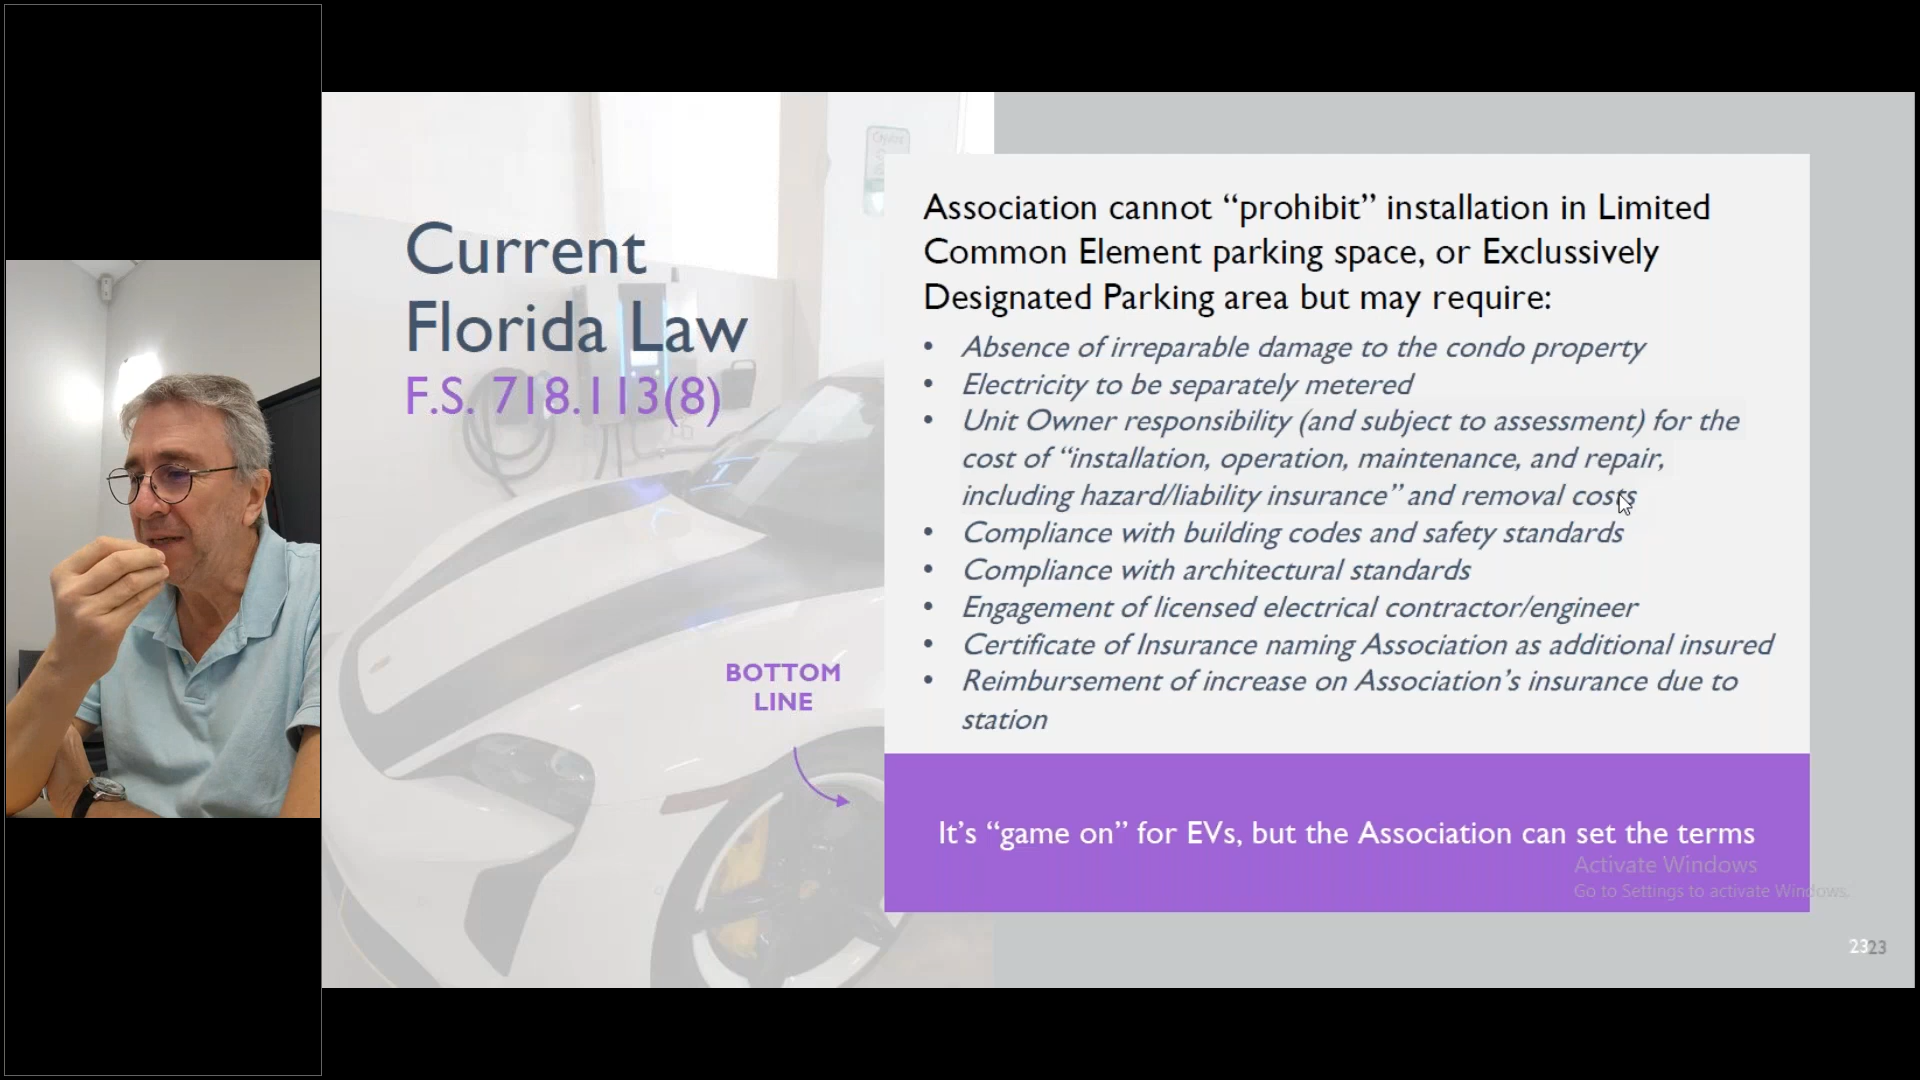 Current
Florida Law
F.S. 718.113(8)
BOTTOM
LINE
Association cannot “prohibit” installation in Limited
Common Element parking space, or Exclussively
Designated Parking area but may require:
• Absence of irreparable damage to the condo property
• Electricity to be separately metered
• Unit Owner responsibility (and subject to assessment) for the
cost of “installation, operation, maintenance, and repair,
including hazard/liability insurance” and removal costs
• Compliance with building codes and safety standards
• Compliance with architectural standards
• Engagement of licensed electrical contractor/engineer
• Certificate of Insurance naming Association as additional insured
• Reimbursement of increase on Association’s insurance due to
station
It’s “game on” for EVs, but the Association can set the terms
Activate Windows
Go to Settings to activate Windows.
2323